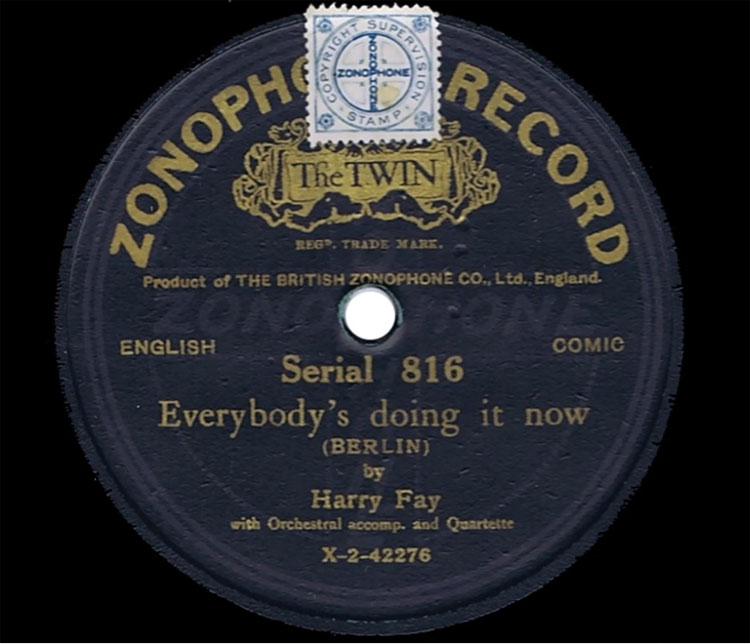 COPYRIGHT SUPERVISION
ZONOPHONE
ZONOPHONE
STAMP
ZONOPHONE RECORD
The TWIN
REGD. TRADE MARK.
Product of THE BRITISH ZONOPHONE CO., Ltd., England.
ENGLISH COMIC
Serial 816
Everybody's doing it now
(BERLIN)
by
Harry Fay
with Orchestral accomp. and Quartette
X-2-42276